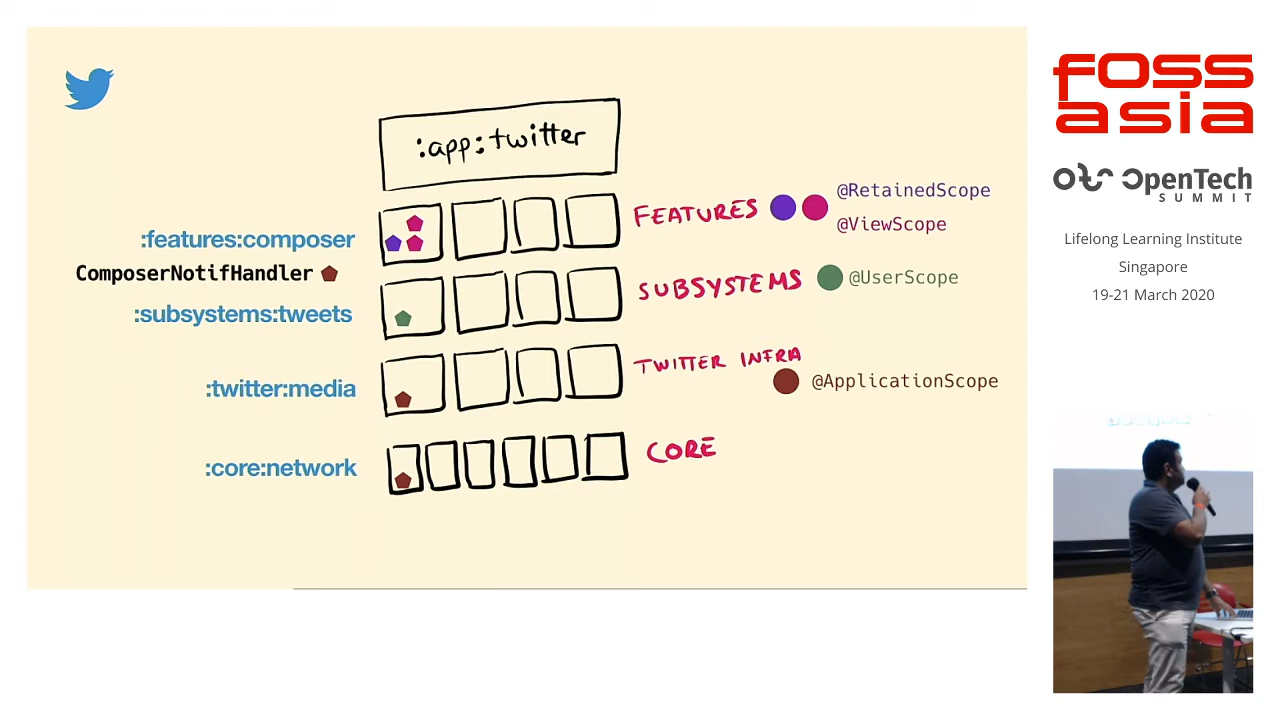 :app:twitter
:features:composer
ComposerNotifHandler
:subsystems:tweets
:twitter:media
:core:network
FEATURES
@RetainedScope
@ViewScope
SUBSYSTEMS
@UserScope
TWITTER INFRA
@ApplicationScope
CORE
FOSS
asia
OpenTech
SUMMIT
Lifelong Learning Institute
Singapore
19-21 March 2020